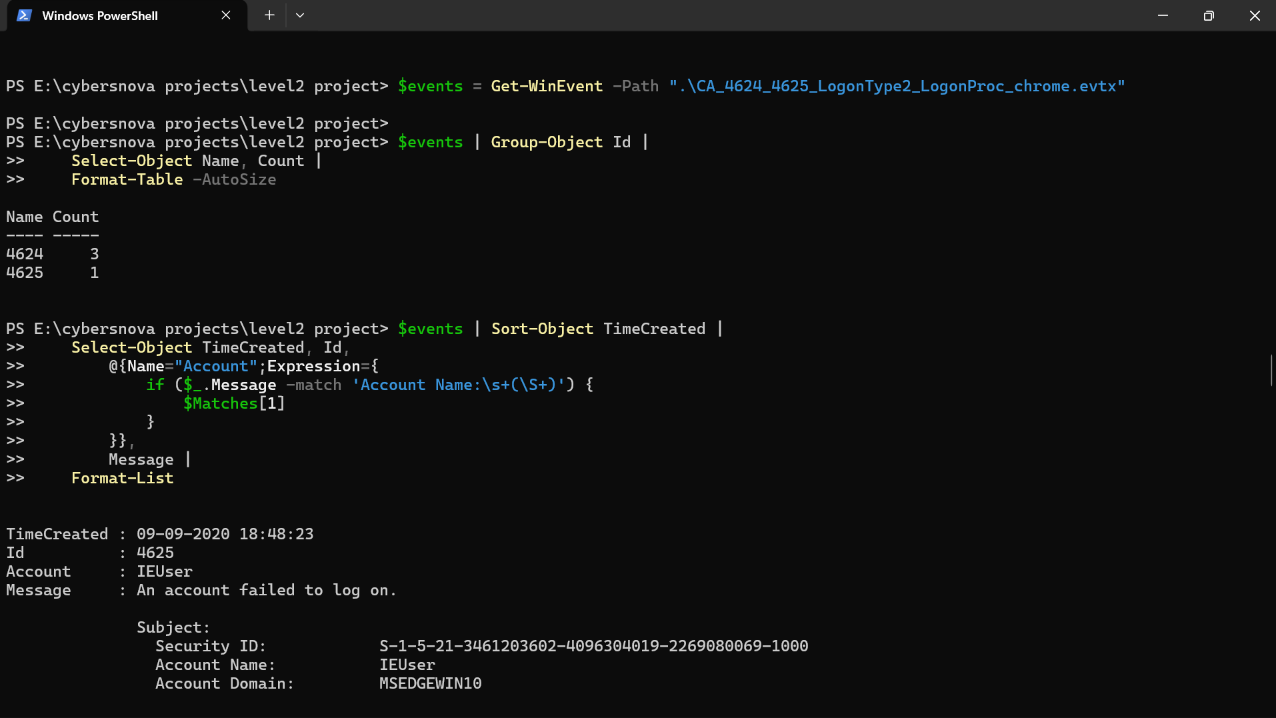 Windows PowerShell
PS E:\cybersnova projects\level2 project> $events = Get-WinEvent -Path ".\CA_4624_4625_LogonType2_LogonProc_chrome.evtx"
PS E:\cybersnova projects\level2 project>
PS E:\cybersnova projects\level2 project> $events | Group-Object Id |
>>     Select-Object Name, Count |
>>     Format-Table -AutoSize
Name Count
---- -----
4624     3
4625     1
PS E:\cybersnova projects\level2 project> $events | Sort-Object TimeCreated |
>>     Select-Object TimeCreated, Id,
>>         @{Name="Account";Expression={
>>             if ($_.Message -match 'Account Name:\s+(\S+)') {
>>                 $Matches[1]
>>             }
>>         }},
>>         Message |
>>     Format-List
TimeCreated : 09-09-2020 18:48:23
Id          : 4625
Account     : IEUser
Message     : An account failed to log on.
Subject:
Security ID:            S-1-5-21-3461203602-4096304019-2269080069-1000
Account Name:           IEUser
Account Domain:         MSEDGEWIN10